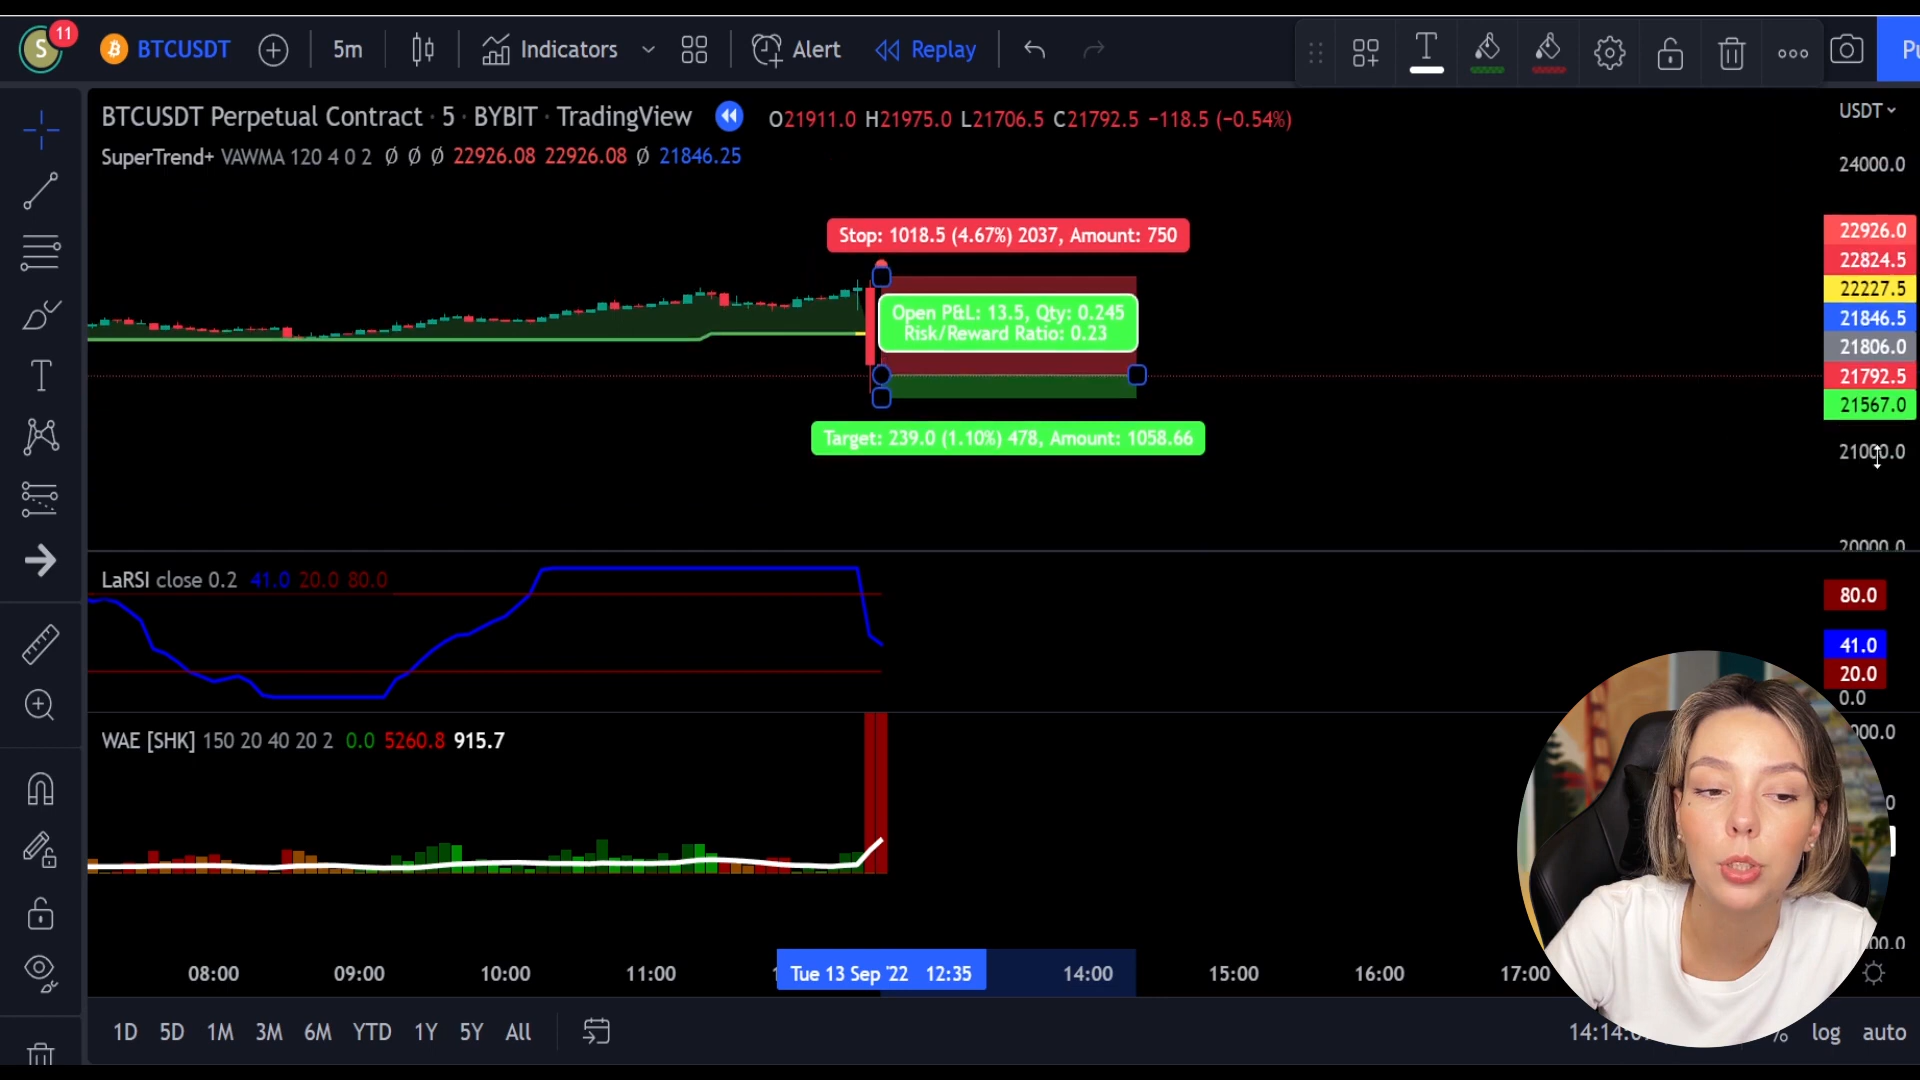 S 11 BTCUSDT 5m Indicators Alert Replay T Pu
BTCUSDT Perpetual Contract · 5 · BYBIT · TradingView O21911.0 H21975.0 L21706.5 C21792.5 −118.5 (−0.54%)
SuperTrend+ VAWMA 120 4 0 2 Ø Ø Ø 22926.08 22926.08 Ø 21846.25
USDT
24000.0
22926.0
22824.5
22227.5
21846.5
21806.0
21792.5
21567.0
21000.0
20000.0
Stop: 1018.5 (4.67%) 2037, Amount: 750
Open P&L: 13.5, Qty: 0.245
Risk/Reward Ratio: 0.23
Target: 239.0 (1.10%) 478, Amount: 1058.66
LaRSI close 0.2 41.0 20.0 80.0
80.0
41.0
20.0
0.0
WAE [SHK] 150 20 40 20 2 0.0 5260.8 915.7
08:00 09:00 10:00 11:00 Tue 13 Sep '22 12:35 14:00 15:00 16:00 17:00
1D 5D 1M 3M 6M YTD 1Y 5Y All 14:14: % log auto